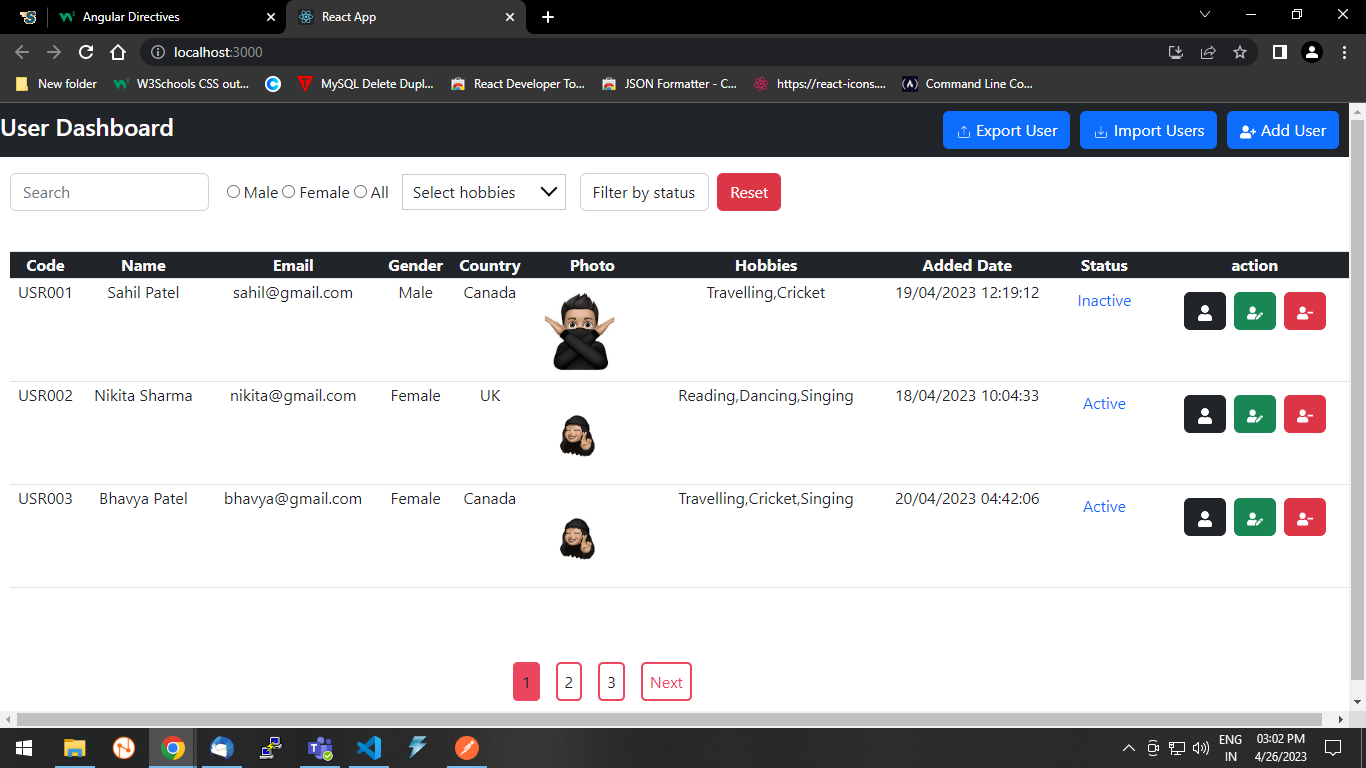 Angular Directives
React App
localhost:3000
New folder
W3Schools CSS out...
MySQL Delete Dupl...
React Developer To...
JSON Formatter - C...
https://react-icons....
Command Line Co...
User Dashboard
Export User
Import Users
Add User
Search
Male Female All
Select hobbies
Filter by status
Reset
Code Name Email Gender Country Photo Hobbies Added Date Status action
USR001 Sahil Patel sahil@gmail.com Male Canada Travelling,Cricket 19/04/2023 12:19:12 Inactive
USR002 Nikita Sharma nikita@gmail.com Female UK Reading,Dancing,Singing 18/04/2023 10:04:33 Active
USR003 Bhavya Patel bhavya@gmail.com Female Canada Travelling,Cricket,Singing 20/04/2023 04:42:06 Active
1 2 3 Next
ENG
IN
03:02 PM
4/26/2023